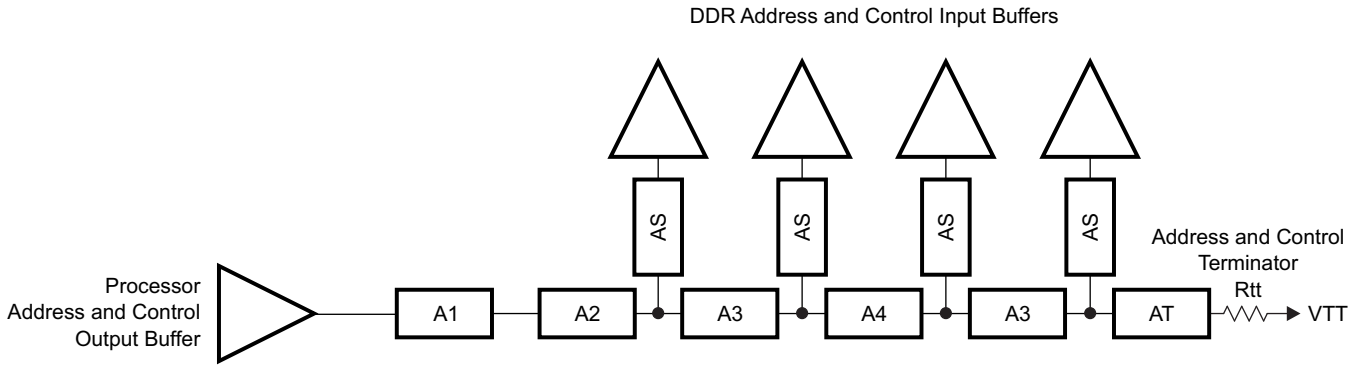 DDR Address and Control Input Buffers
AS
AS
AS
AS
Address and Control
Terminator
Rtt
Processor
Address and Control
Output Buffer
A1
A2
A3
A4
A3
AT
VTT